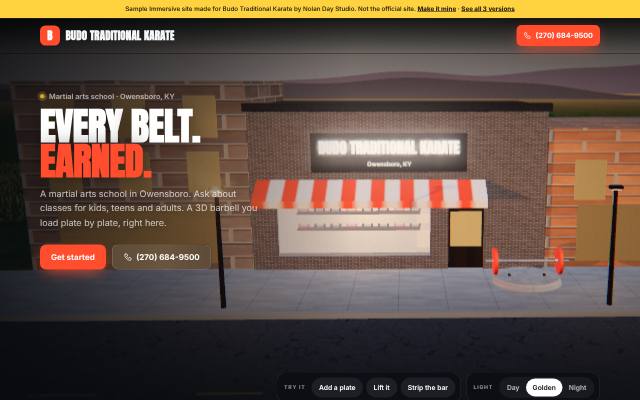 Sample Immersive site made for Budo Traditional Karate by Nolan Day Studio. Not the official site. Make it mine · See all 3 versions
B BUDO TRADITIONAL KARATE
(270) 684-9500
Martial arts school · Owensboro, KY
EVERY BELT.
EARNED.
A martial arts school in Owensboro. Ask about
classes for kids, teens and adults. A 3D barbell you
load plate by plate, right here.
Get started
(270) 684-9500
BUDO TRADITIONAL KARATE
Owensboro, KY
TRY IT Add a plate Lift it Strip the bar
LIGHT Day Golden Night